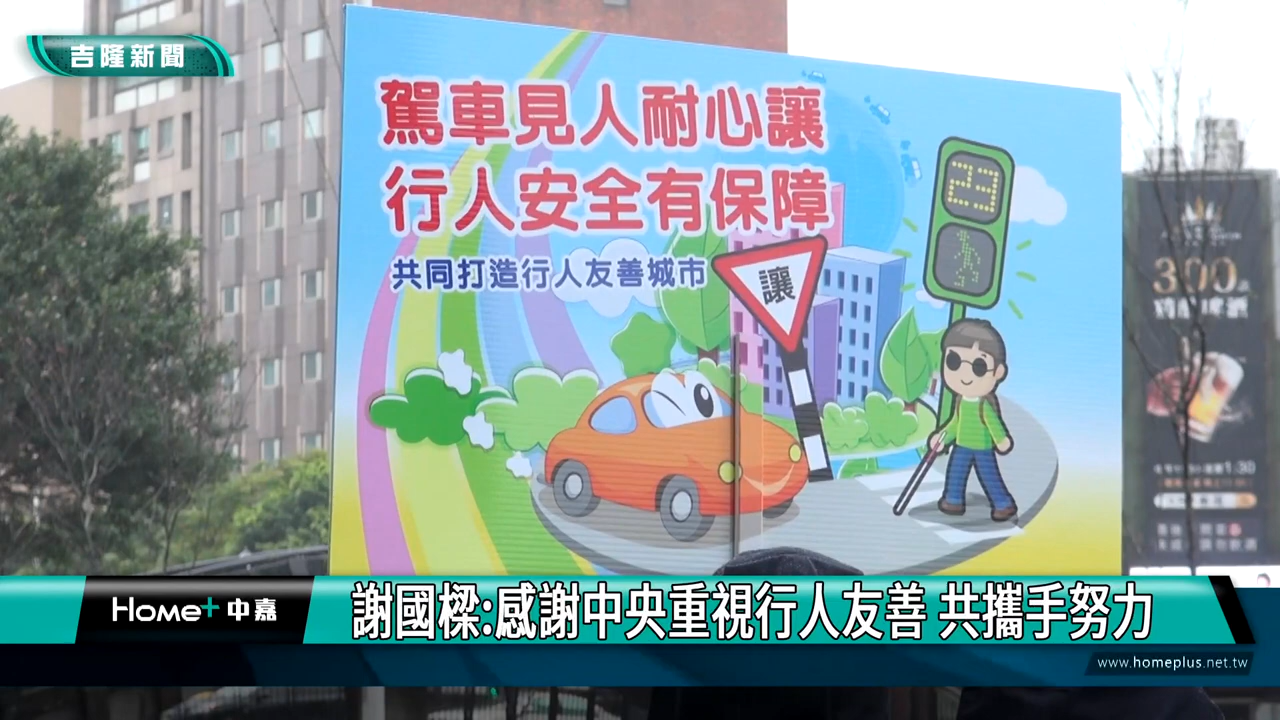 吉隆新聞
駕車見人耐心讓
行人安全有保障
共同打造行人友善城市
讓
23
300
1:30
Home+ 中嘉
謝國樑:感謝中央重視行人友善 共攜手努力
www.homeplus.net.tw